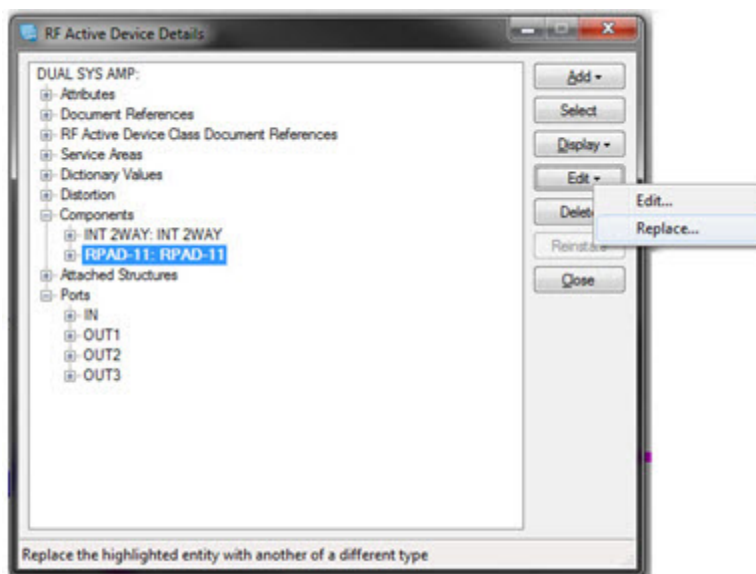 RF Active Device Details
DUAL SYS AMP:
Attributes
Document References
RF Active Device Class Document References
Service Areas
Dictionary Values
Distortion
Components
INT 2WAY: INT 2WAY
RPAD-11: RPAD-11
Attached Structures
Ports
IN
OUT1
OUT2
OUT3
Add
Select
Display
Edit
Delete
Reinstate
Close
Edit...
Replace...
Replace the highlighted entity with another of a different type